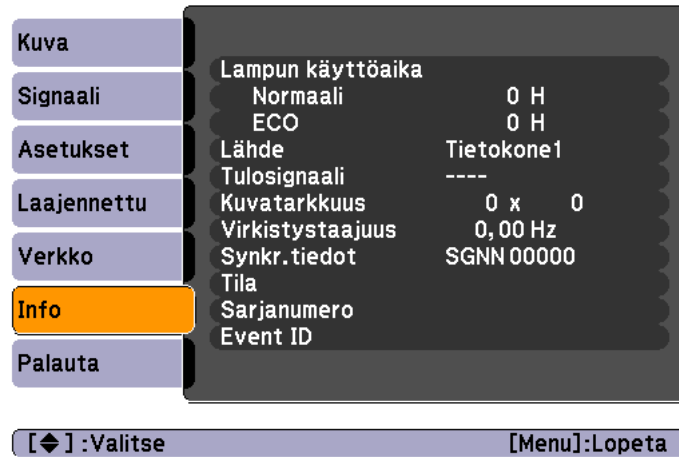 Kuva
Signaali
Asetukset
Laajennettu
Verkko
Info
Palauta
Lampun käyttöaika
Normaali 0 H
ECO 0 H
Lähde Tietokone1
Tulosignaali ----
Kuvatarkkuus 0 x 0
Virkistystaajuus 0,00 Hz
Synkr.tiedot SGNN 00000
Tila
Sarjanumero
Event ID
[◆] :Valitse [Menu]:Lopeta